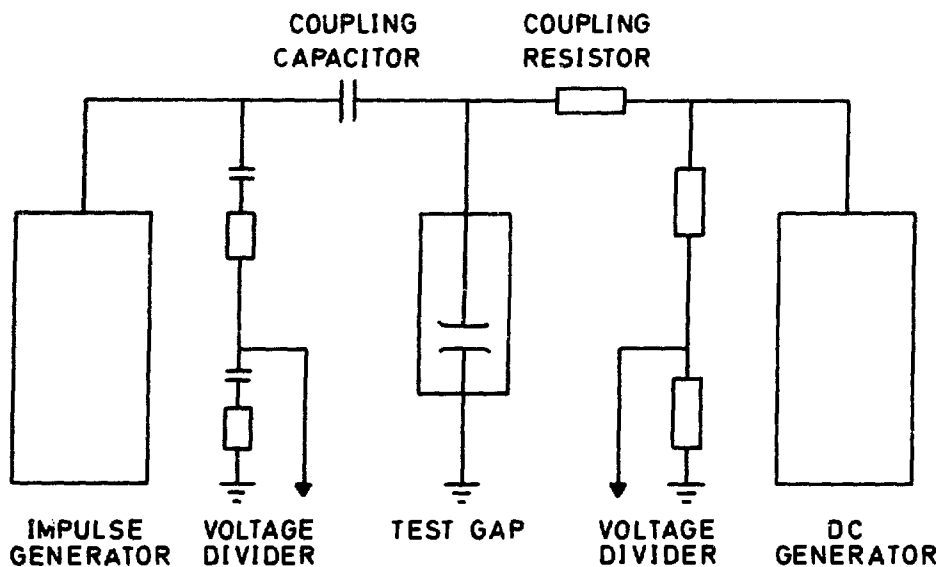 COUPLING
CAPACITOR
COUPLING
RESISTOR
IMPULSE
GENERATOR
VOLTAGE
DIVIDER
TEST GAP
VOLTAGE
DIVIDER
DC
GENERATOR